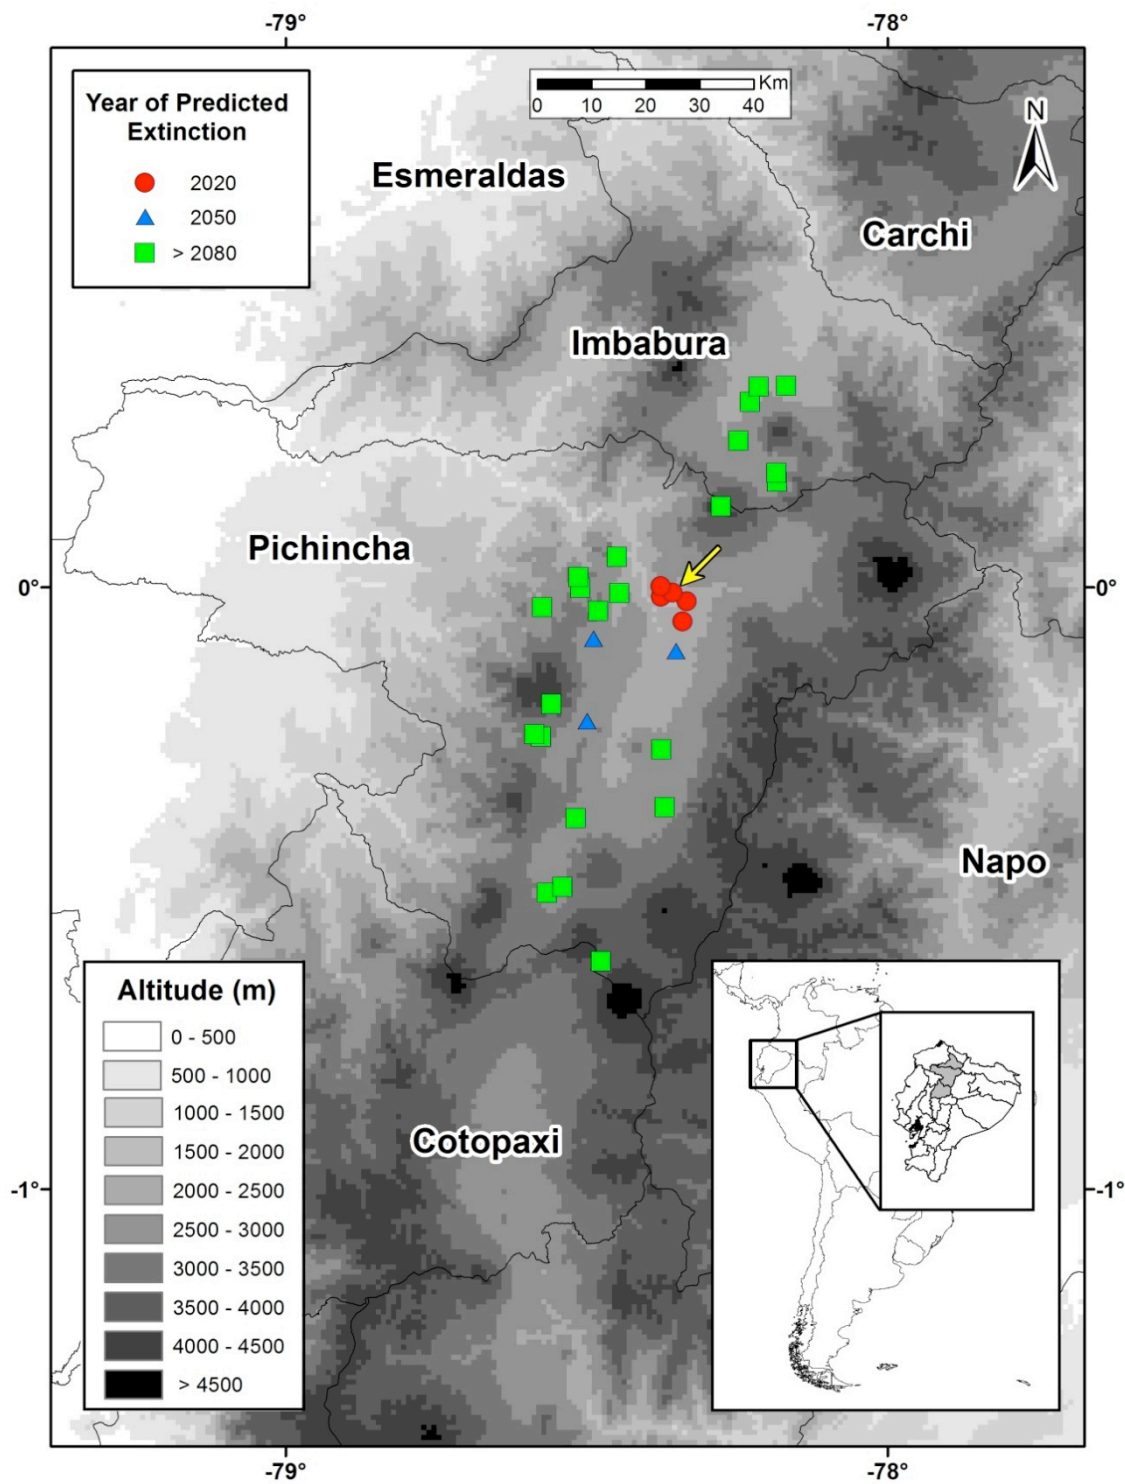 -79°
-78°
Year of Predicted
Extinction
2020
2050
> 2080
Km
0 10 20 30 40
N
Esmeraldas
Carchi
Imbabura
Pichincha
0°
0°
Napo
Altitude (m)
0 - 500
500 - 1000
1000 - 1500
1500 - 2000
2000 - 2500
2500 - 3000
3000 - 3500
3500 - 4000
4000 - 4500
> 4500
Cotopaxi
-1°
-1°
-79°
-78°